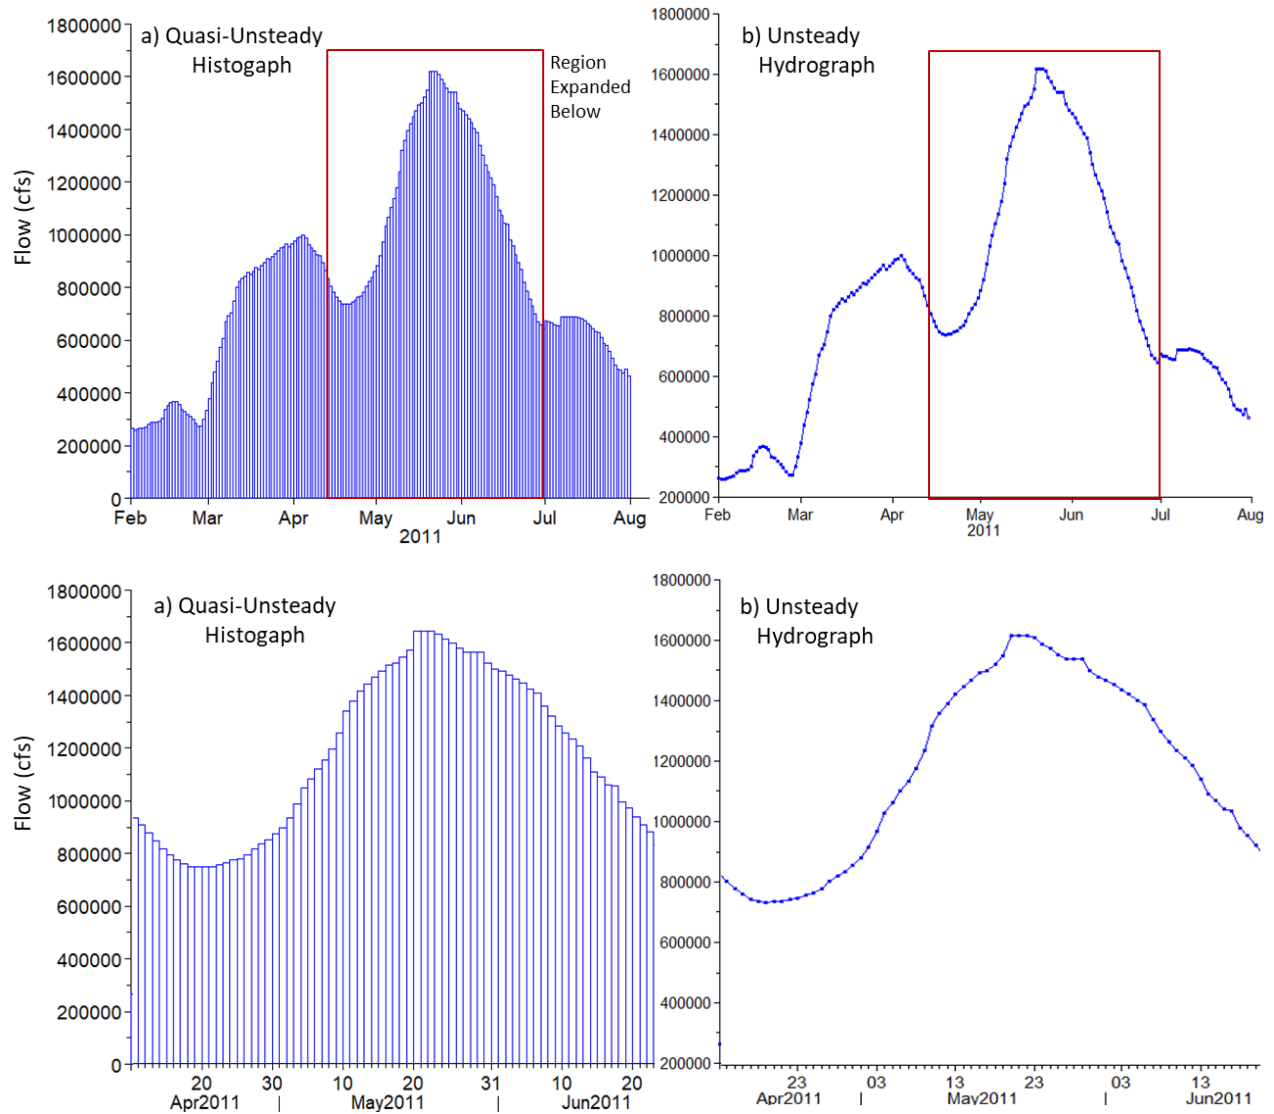 a) Quasi-Unsteady
Histogaph
Region
Expanded
Below
Flow (cfs)
1800000
1600000
1400000
1200000
1000000
800000
600000
400000
200000
0
Feb Mar Apr May Jun Jul Aug
2011
b) Unsteady
Hydrograph
1800000
1600000
1400000
1200000
1000000
800000
600000
400000
200000
Feb Mar Apr May Jun Jul Aug
2011
a) Quasi-Unsteady
Histogaph
Flow (cfs)
1800000
1600000
1400000
1200000
1000000
800000
600000
400000
200000
0
20 30 10 20 31 10 20
Apr2011 | May2011 | Jun2011
b) Unsteady
Hydrograph
1800000
1600000
1400000
1200000
1000000
800000
600000
400000
200000
23 03 13 23 03 13
Apr2011 | May2011 | Jun2011